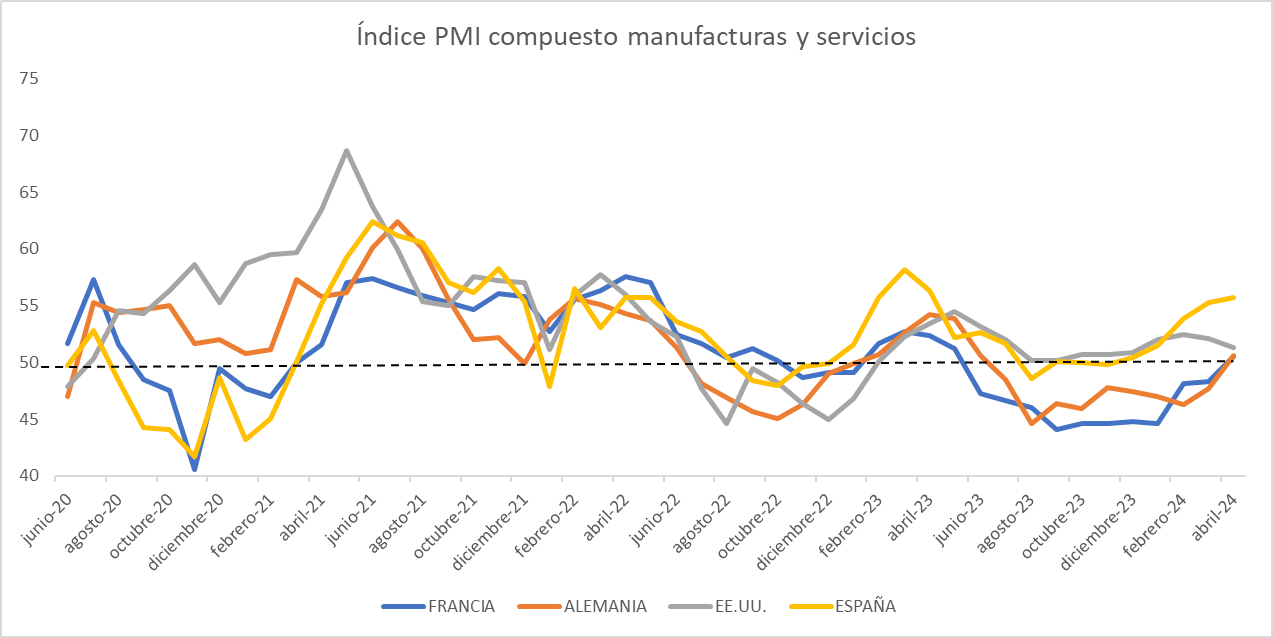 Índice PMI compuesto manufacturas y servicios
75
70
65
60
55
50
45
40
junio-20
agosto-20
octubre-20
diciembre-20
febrero-21
abril-21
junio-21
agosto-21
octubre-21
diciembre-21
febrero-22
abril-22
junio-22
agosto-22
octubre-22
diciembre-22
febrero-23
abril-23
junio-23
agosto-23
octubre-23
diciembre-23
febrero-24
abril-24
FRANCIA ALEMANIA EE.UU. ESPAÑA